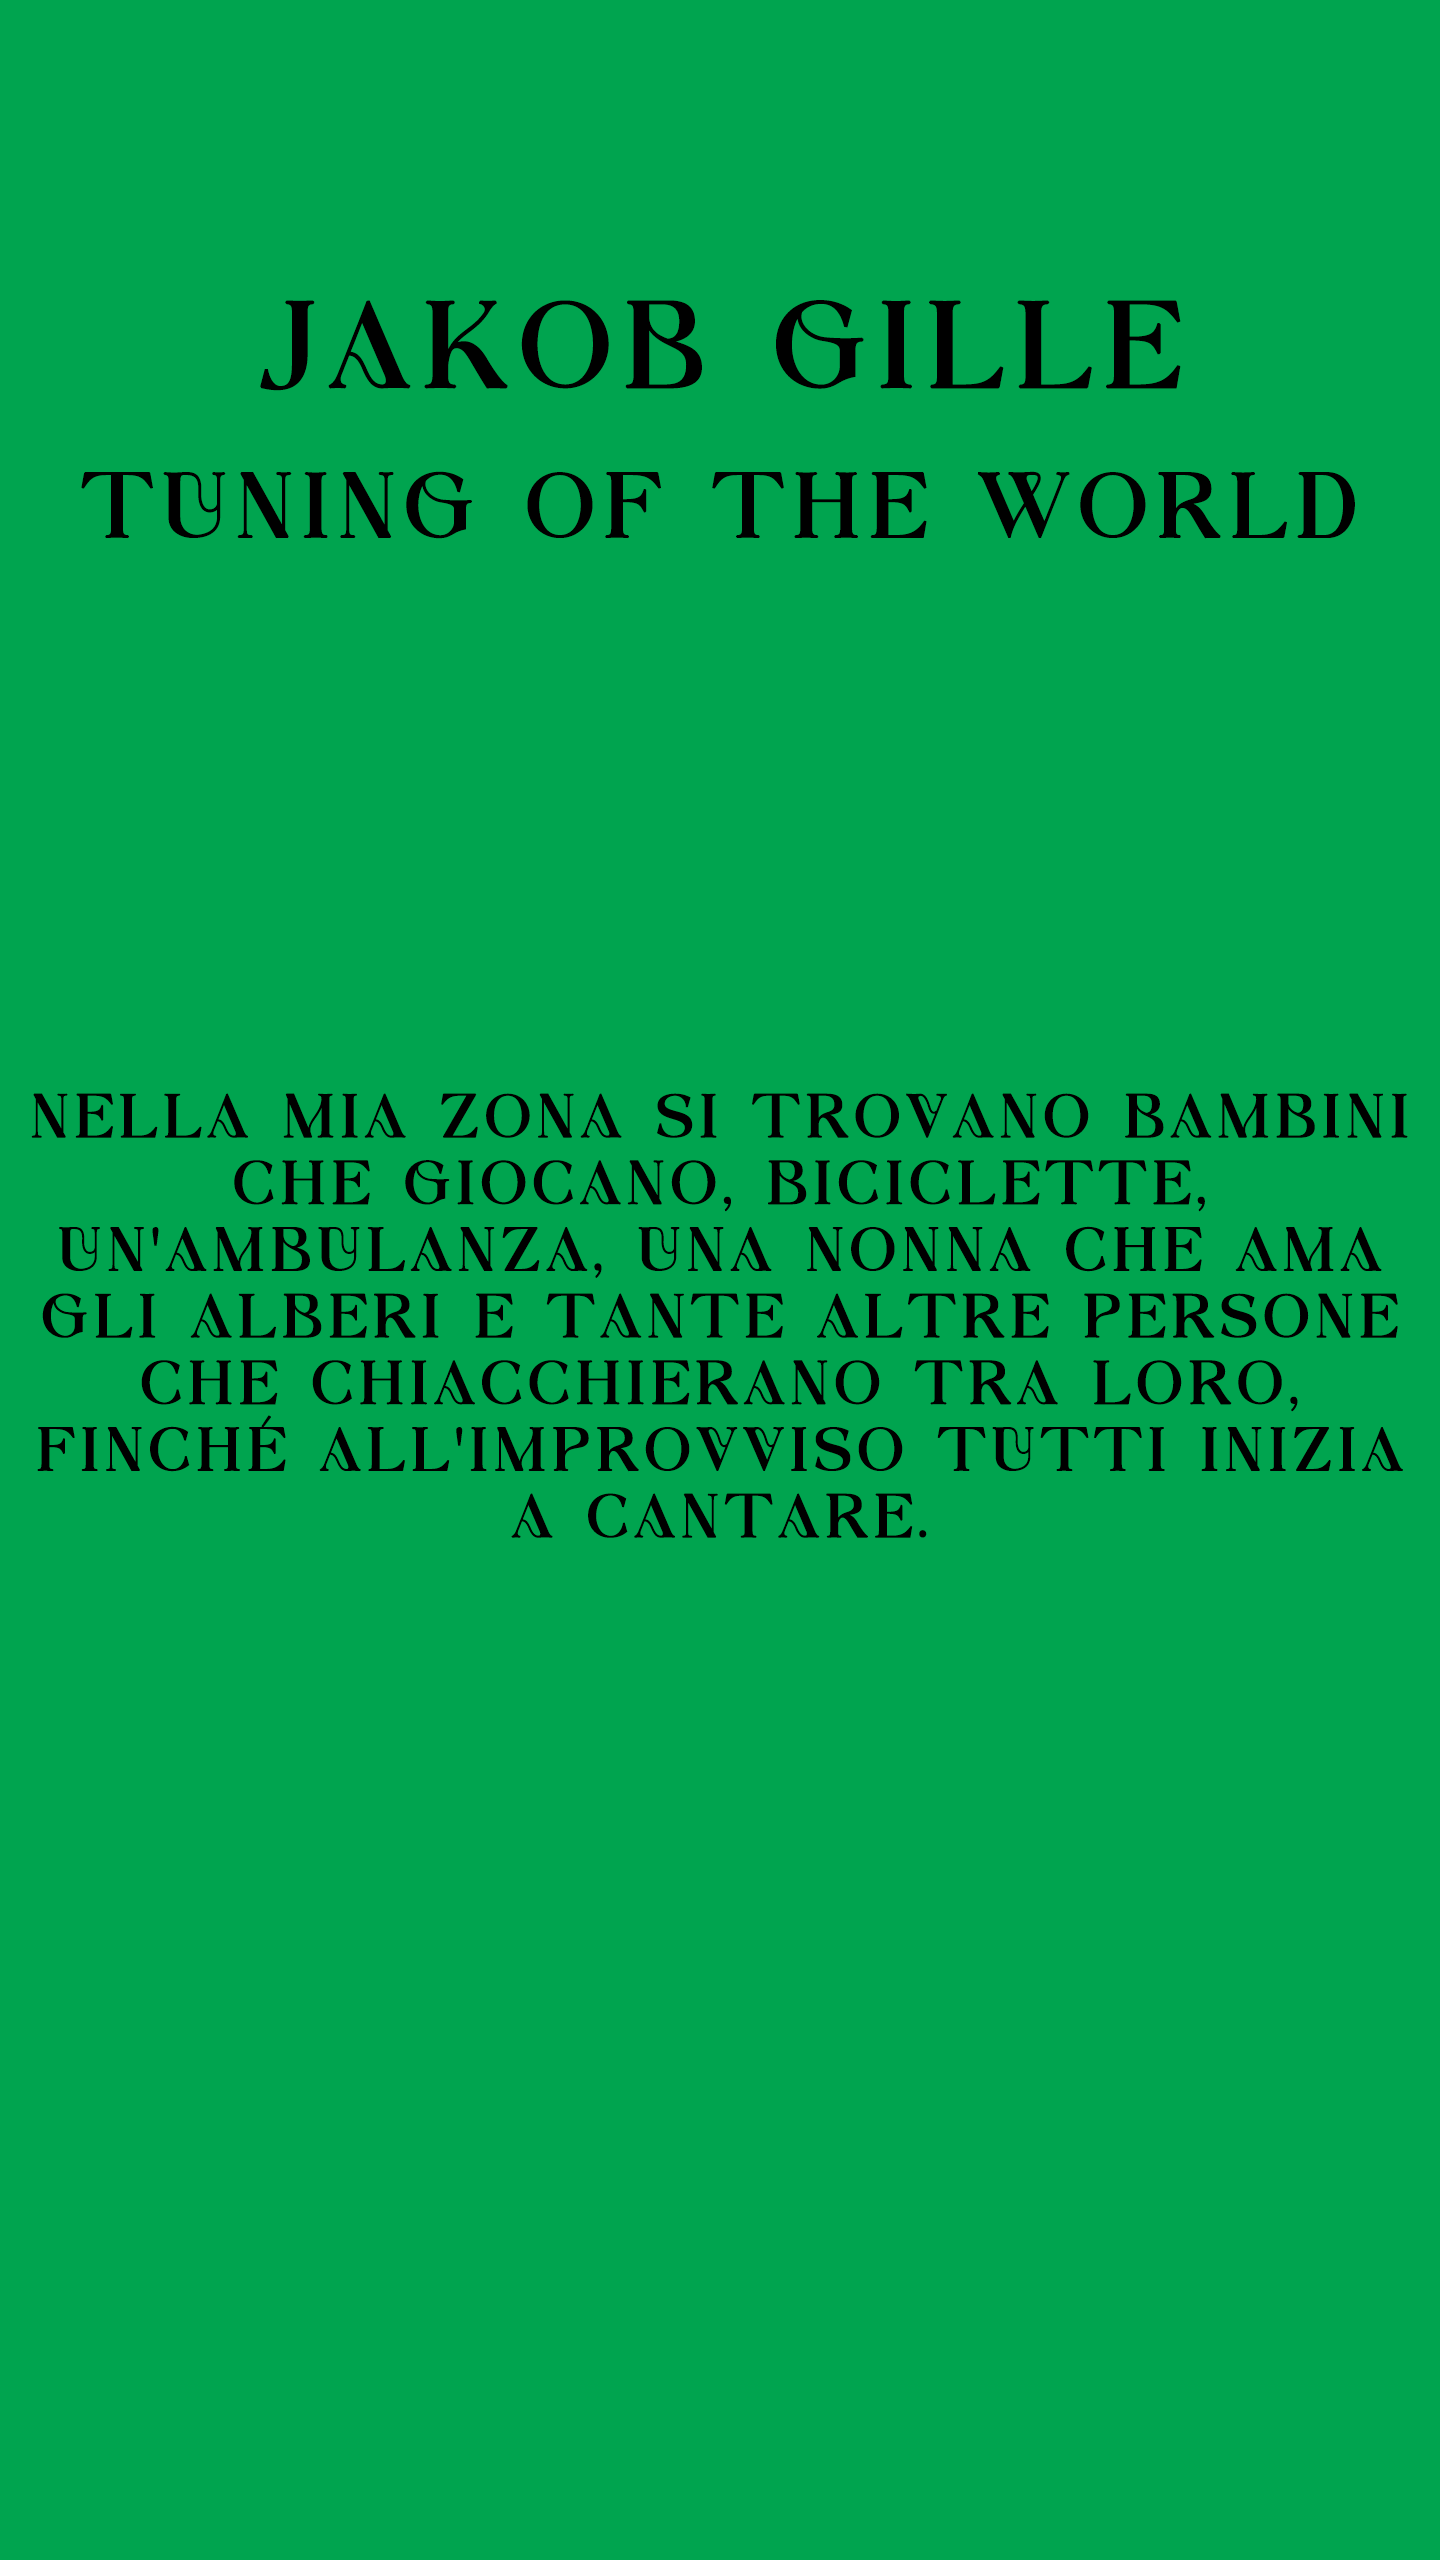 JAKOB GILLE
TUNING OF THE WORLD
NELLA MIA ZONA SI TROVANO BAMBINI
CHE GIOCANO, BICICLETTE,
UN'AMBULANZA, UNA NONNA CHE AMA
GLI ALBERI E TANTE ALTRE PERSONE
CHE CHIACCHIERANO TRA LORO,
FINCHÉ ALL'IMPROVVISO TUTTI INIZIA
A CANTARE.